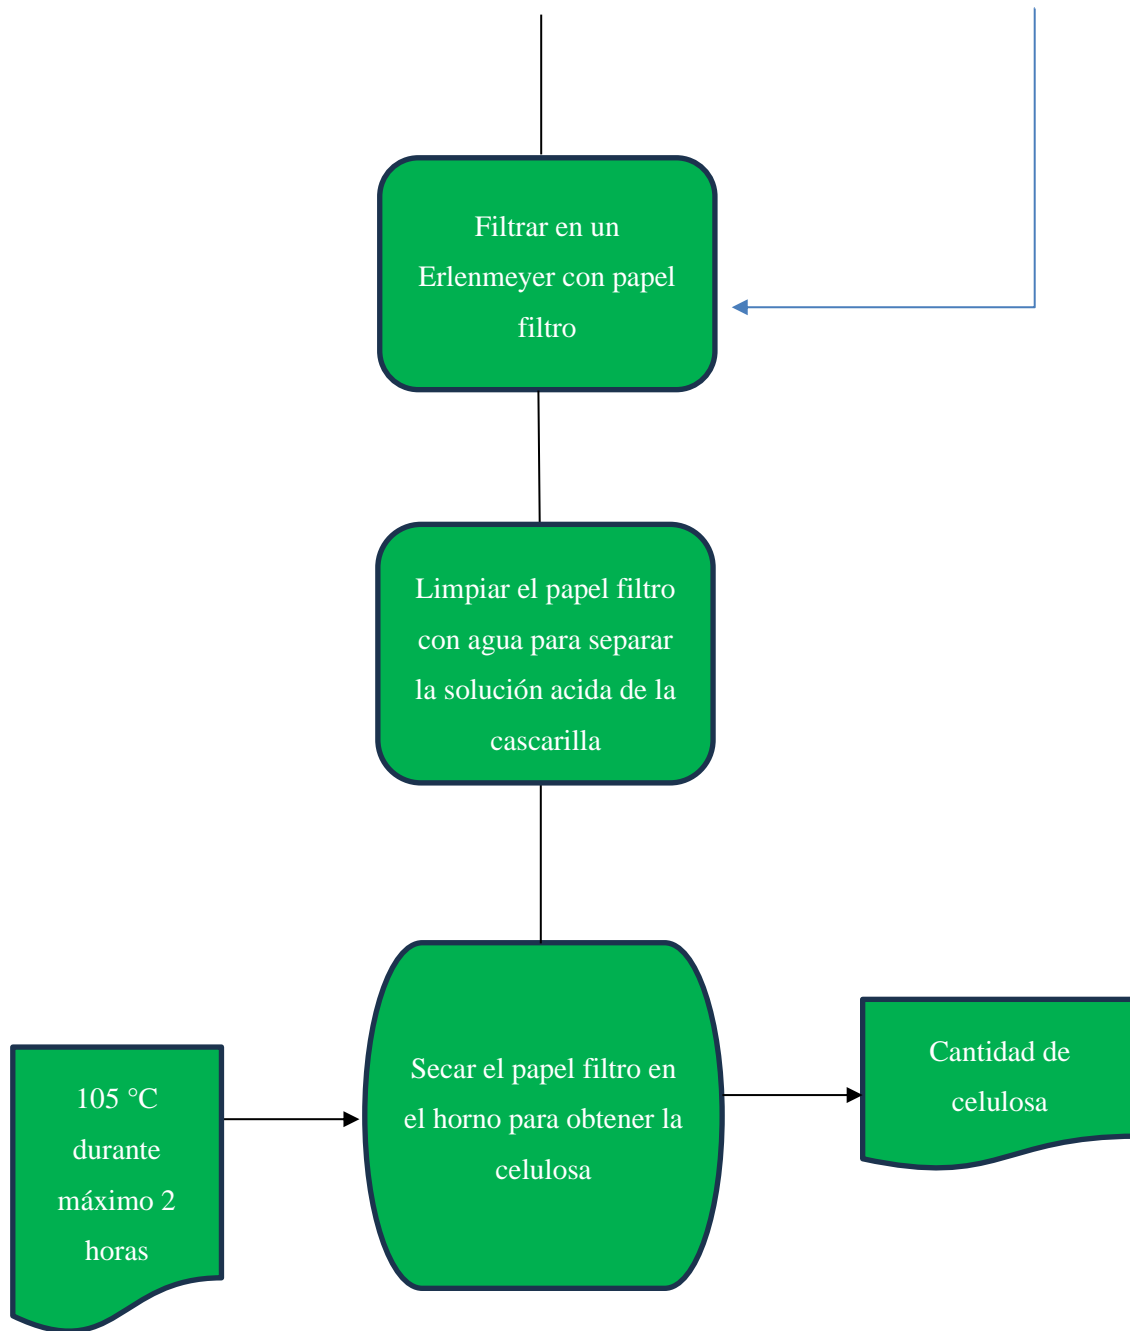 Filtrar en un
Erlenmeyer con papel
filtro
Limpiar el papel filtro
con agua para separar
la solución acida de la
cascarilla
105 °C
durante
máximo 2
horas
Secar el papel filtro en
el horno para obtener la
celulosa
Cantidad de
celulosa